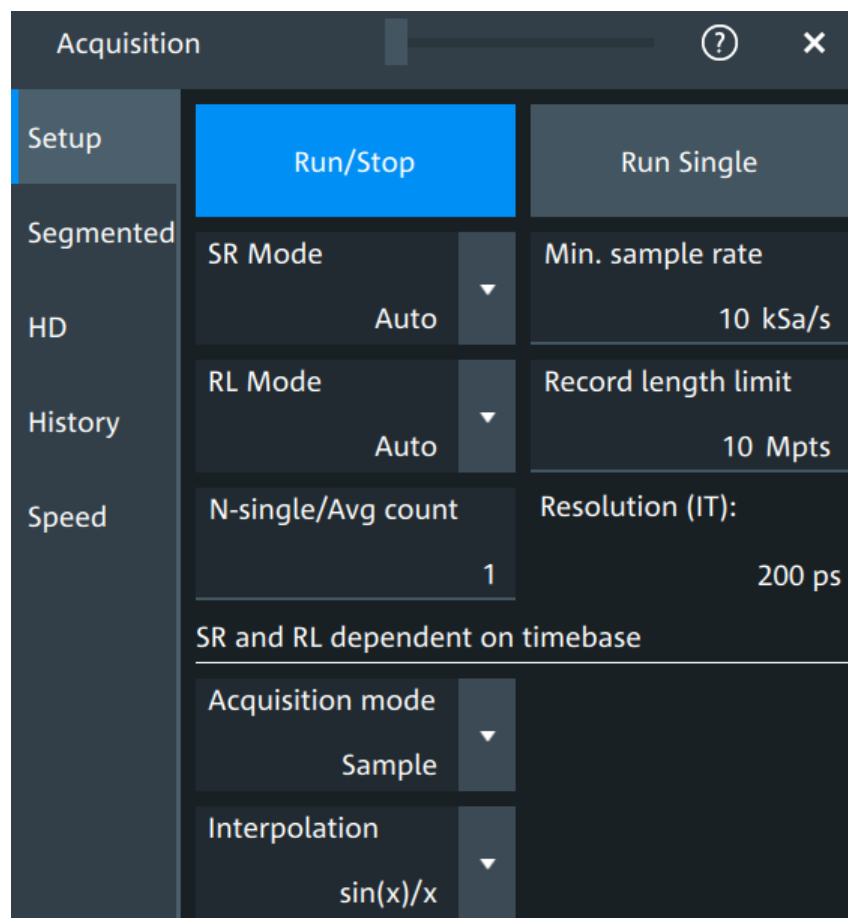 Acquisition
Setup
Segmented
HD
History
Speed
Run/Stop
Run Single
SR Mode
Auto
Min. sample rate
10 kSa/s
RL Mode
Auto
Record length limit
10 Mpts
N-single/Avg count
1
Resolution (IT):
200 ps
SR and RL dependent on timebase
Acquisition mode
Sample
Interpolation
sin(x)/x